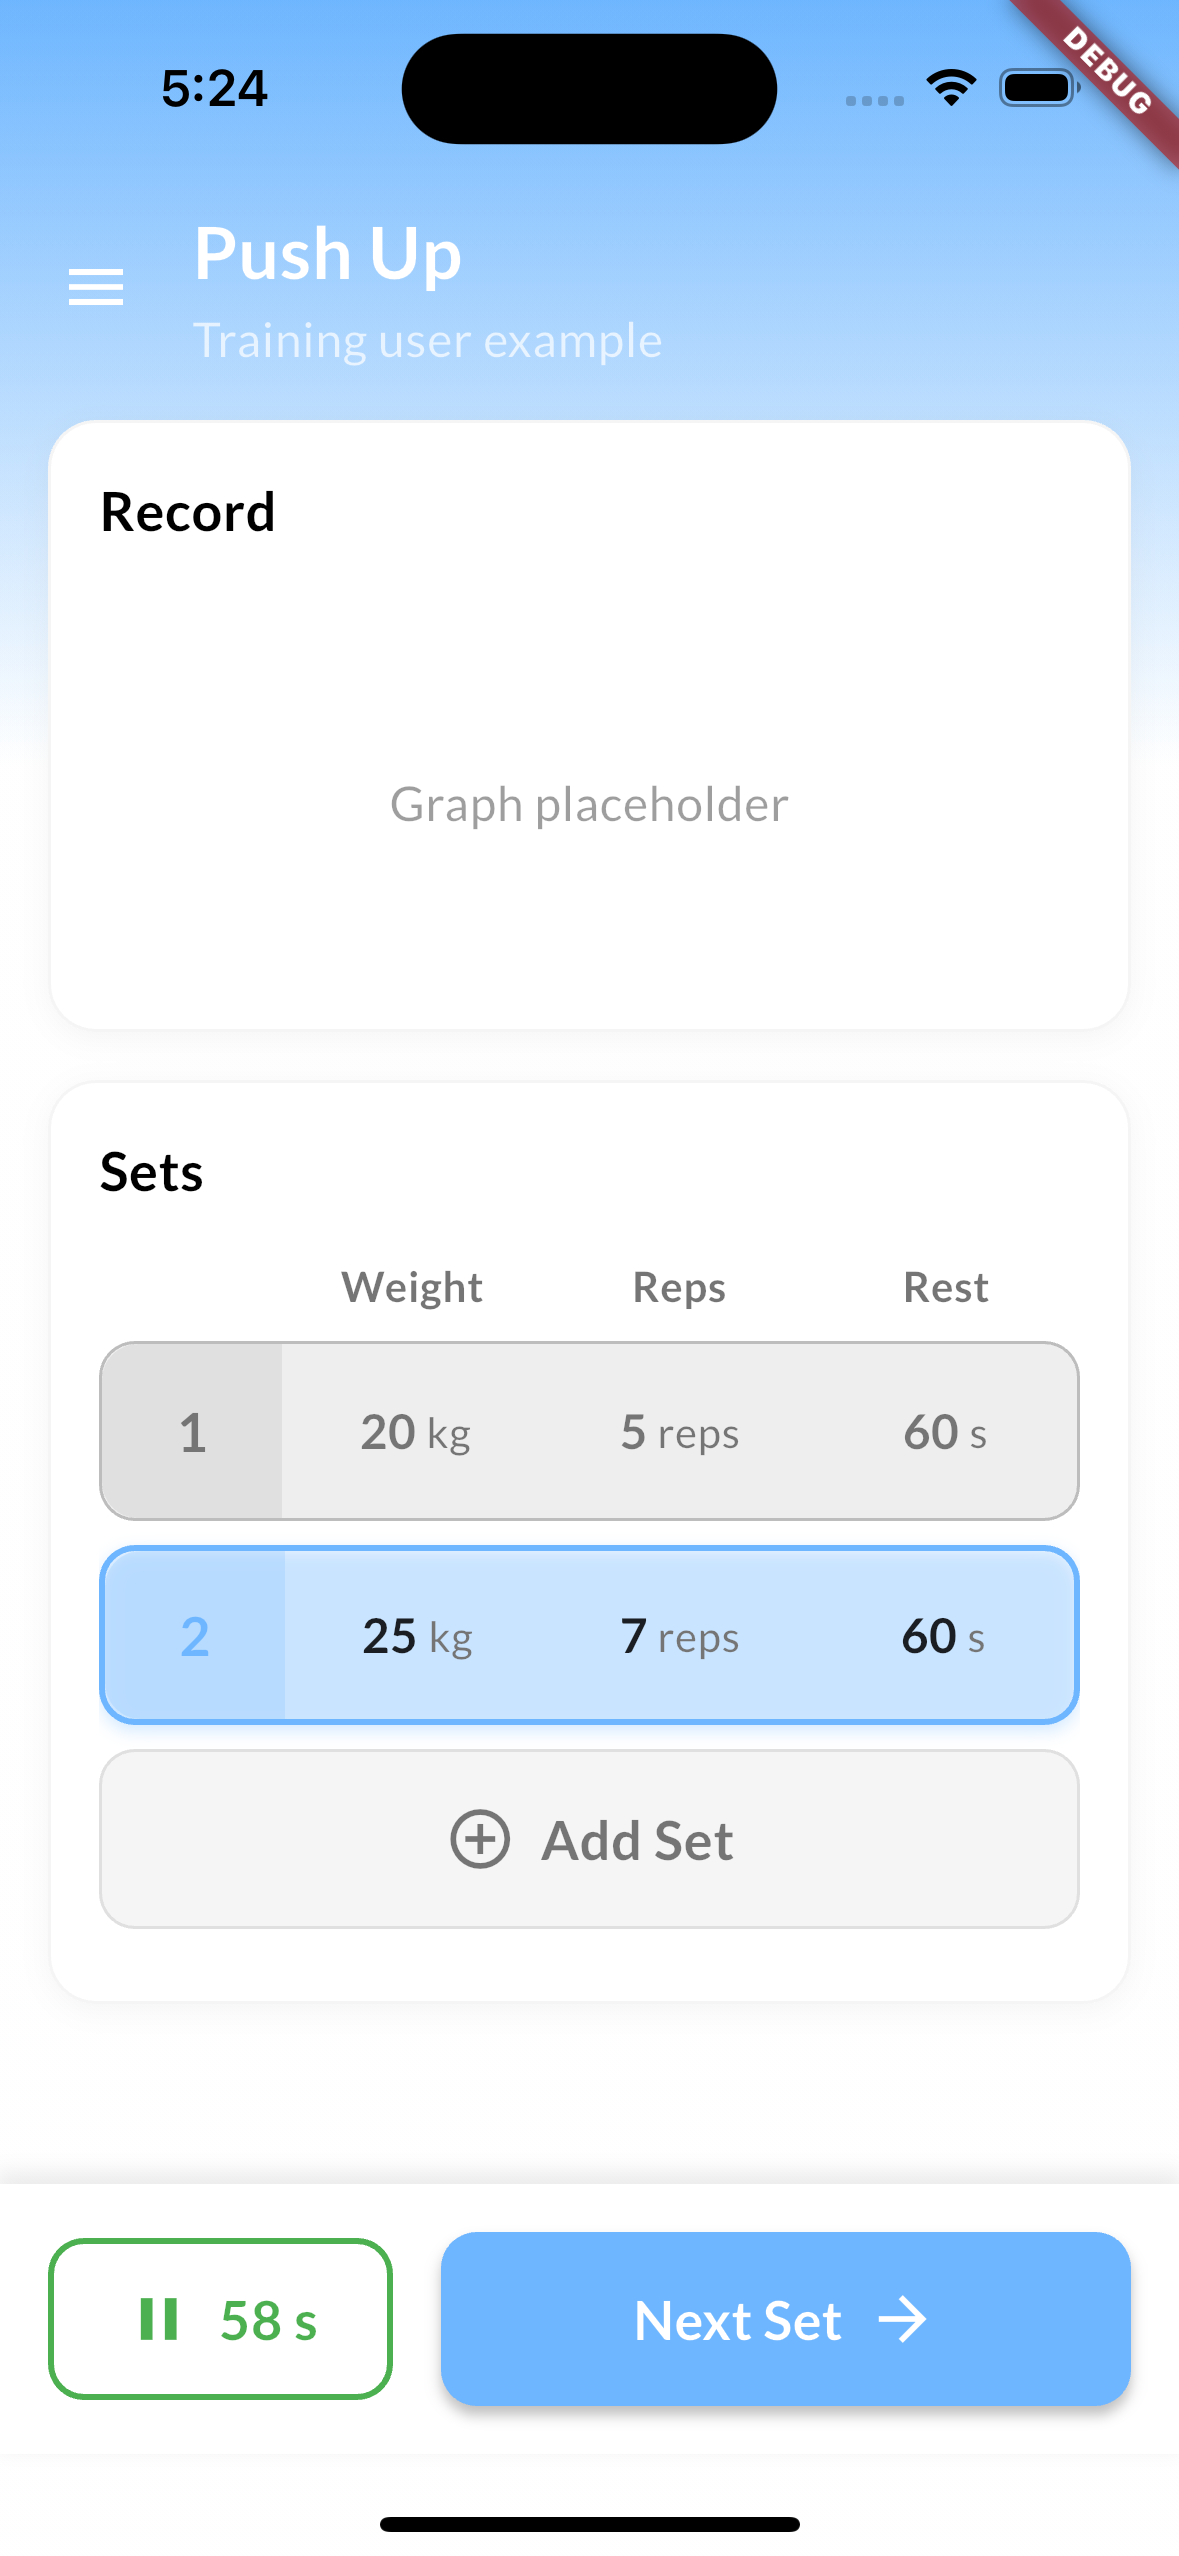 5:24
DEBUG
Push Up
Training user example
Record
Graph placeholder
Sets
Weight Reps Rest
1 20 kg 5 reps 60 s
2 25 kg 7 reps 60 s
Add Set
58 s Next Set